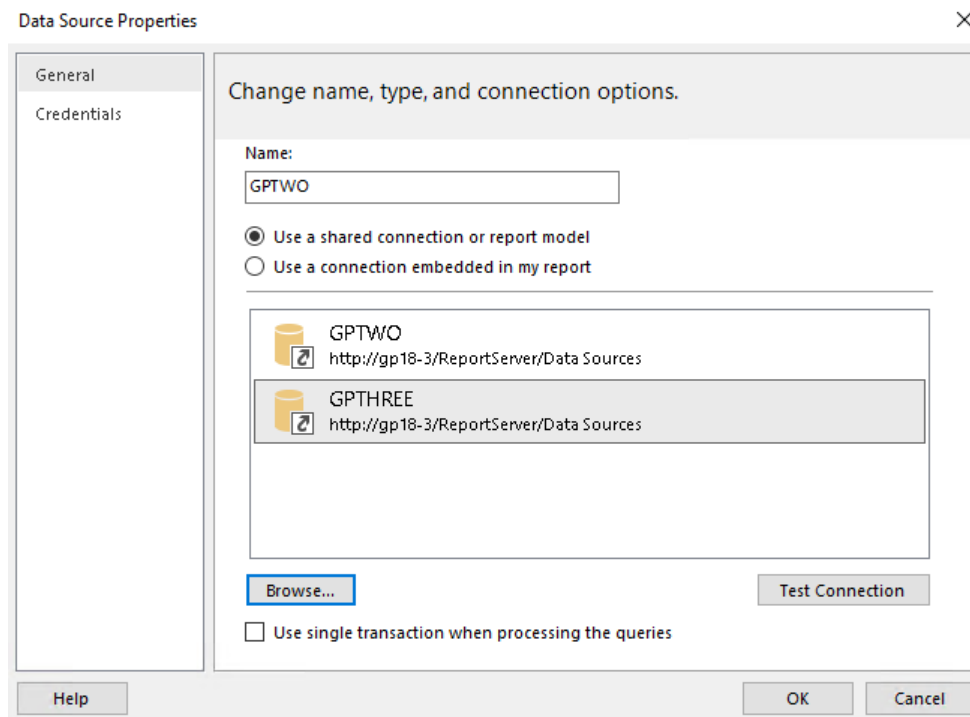 Data Source Properties
General
Credentials
Change name, type, and connection options.
Name:
GPTWO
Use a shared connection or report model
Use a connection embedded in my report
GPTWO
http://gp18-3/ReportServer/Data Sources
GPTHREE
http://gp18-3/ReportServer/Data Sources
Browse...
Test Connection
Use single transaction when processing the queries
Help
OK
Cancel